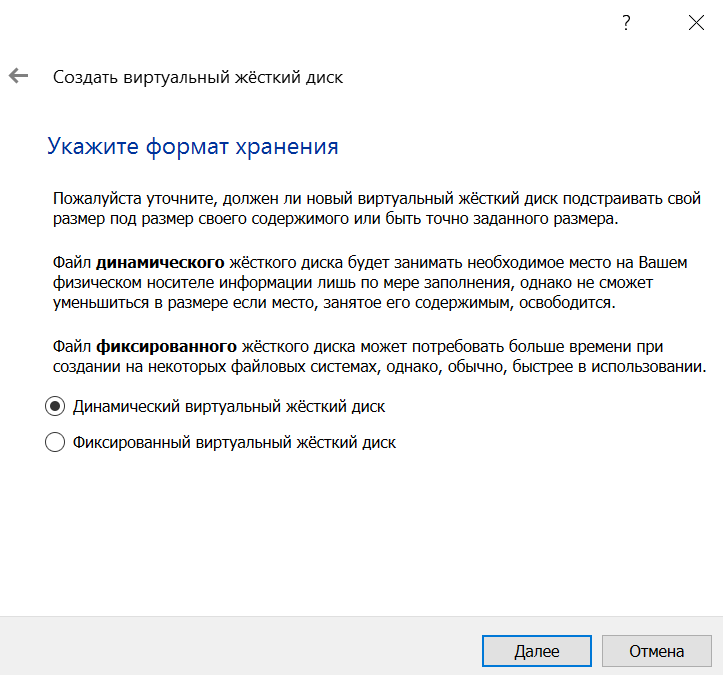 ?
Создать виртуальный жёсткий диск
Укажите формат хранения
Пожалуйста уточните, должен ли новый виртуальный жёсткий диск подстраивать свой
размер под размер своего содержимого или быть точно заданного размера.
Файл динамического жёсткого диска будет занимать необходимое место на Вашем
физическом носителе информации лишь по мере заполнения, однако не сможет
уменьшиться в размере если место, занятое его содержимым, освободится.
Файл фиксированного жёсткого диска может потребовать больше времени при
создании на некоторых файловых системах, однако, обычно, быстрее в использовании.
Динамический виртуальный жёсткий диск
Фиксированный виртуальный жёсткий диск
Далее
Отмена